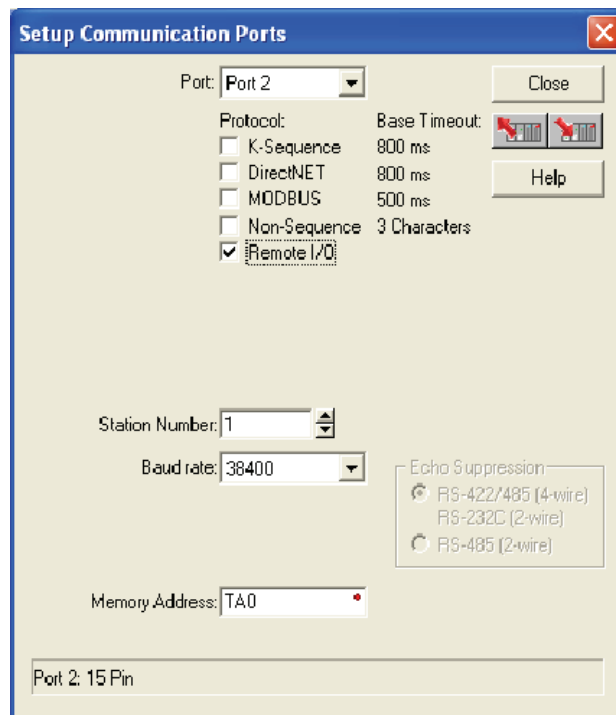 Setup Communication Ports
Port: Port 2
Close
Protocol: Base Timeout:
K-Sequence 800 ms
DirectNET 800 ms
MODBUS 500 ms
Help
Non-Sequence 3 Characters
Remote I/O
Station Number: 1
Baud rate: 38400
Echo Suppression
RS-422/485 (4-wire)
RS-232C (2-wire)
RS-485 (2-wire)
Memory Address: TA0
Port 2: 15 Pin